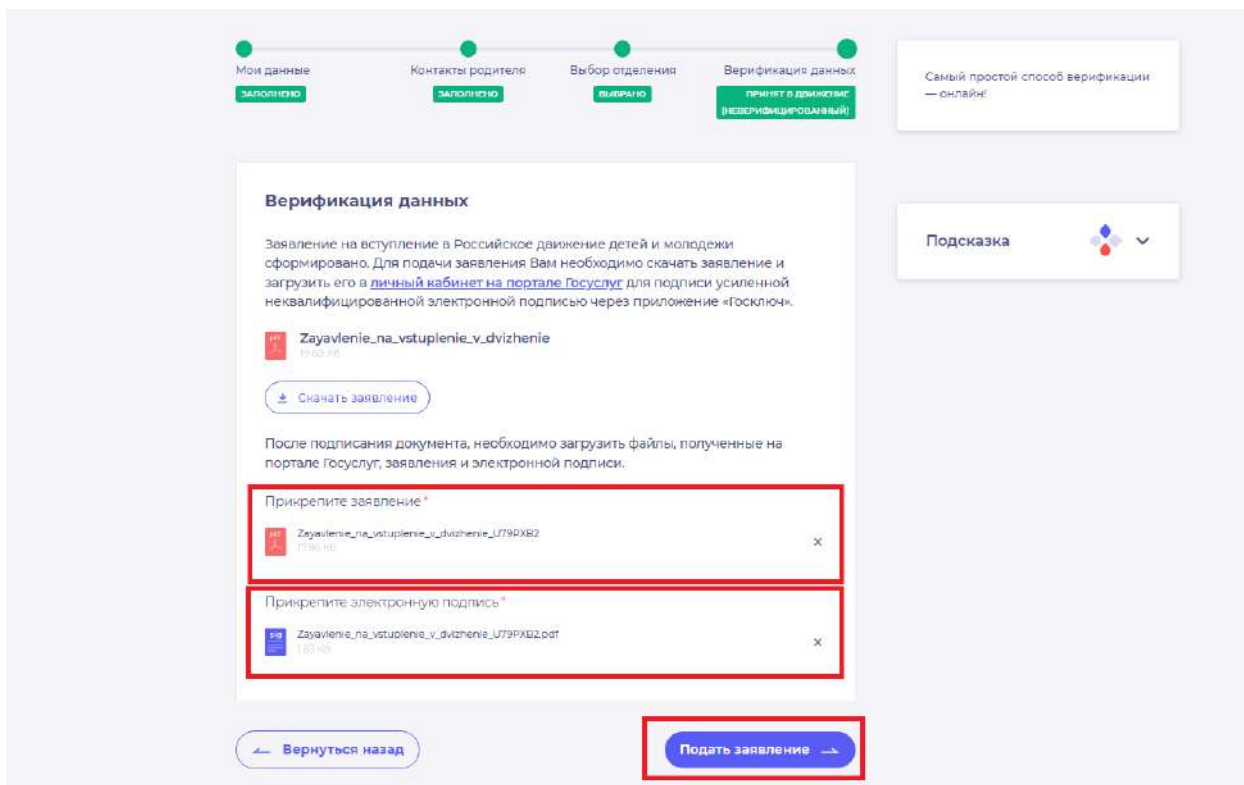 Мои данные
ЗАПОЛНЕНО
Контакты родителя
ЗАПОЛНЕНО
Выбор отделения
ВЫБРАНО
Верификация данных
ПРИНЯТ В ДВИЖЕНИЕ
(НЕВЕРИФИЦИРОВАННЫЙ)
Самый простой способ верификации
— онлайн!
Подсказка
Верификация данных
Заявление на вступление в Российское движение детей и молодежи
сформировано. Для подачи заявления Вам необходимо скачать заявление и
загрузить его в личный кабинет на портале Госуслуг для подписи усиленной
неквалифицированной электронной подписью через приложение «Госключ».
Zayavlenie_na_vstuplenie_v_dvizhenie
Скачать заявление
После подписания документа, необходимо загрузить файлы, полученные на
портале Госуслуг, заявления и электронной подписи.
Прикрепите заявление *
Zayavlenie_na_vstuplenie_v_dvizhenie_U79PXB2
Прикрепите электронную подпись *
sig
Zayavlenie_na_vstuplenie_v_dvizhenie_U79PXB2.pdf
1.83 Кб
Вернуться назад
Подать заявление